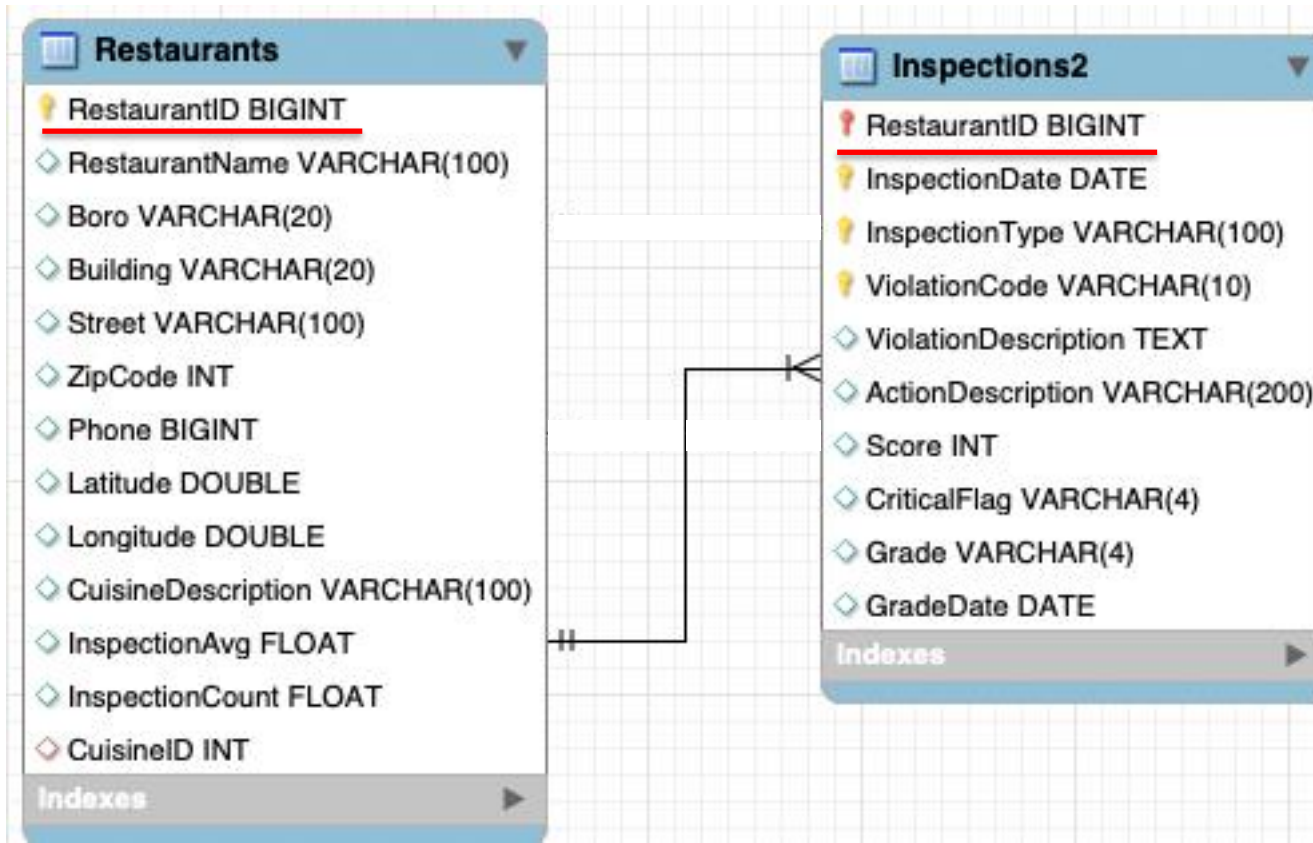 Restaurants
RestaurantID BIGINT
RestaurantName VARCHAR(100)
Boro VARCHAR(20)
Building VARCHAR(20)
Street VARCHAR(100)
ZipCode INT
Phone BIGINT
Latitude DOUBLE
Longitude DOUBLE
CuisineDescription VARCHAR(100)
InspectionAvg FLOAT
InspectionCount FLOAT
CuisineID INT
Indexes
Inspections2
RestaurantID BIGINT
InspectionDate DATE
InspectionType VARCHAR(100)
ViolationCode VARCHAR(10)
ViolationDescription TEXT
ActionDescription VARCHAR(200)
Score INT
CriticalFlag VARCHAR(4)
Grade VARCHAR(4)
GradeDate DATE
Indexes